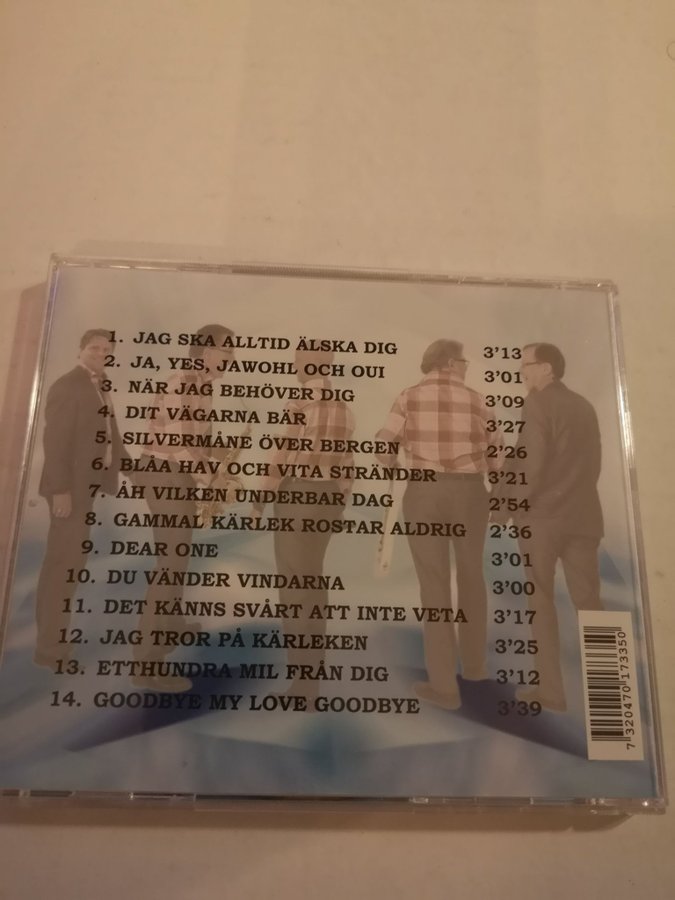 1. JAG SKA ALLTID ÄLSKA DIG 3'13
2. JA, YES, JAWOHL OCH OUI 3'01
3. NÄR JAG BEHÖVER DIG 3'09
4. DIT VÄGARNA BÄR 3'27
5. SILVERMÅNE ÖVER BERGEN 2'26
6. BLÅA HAV OCH VITA STRÄNDER 3'21
7. ÅH VILKEN UNDERBAR DAG 2'54
8. GAMMAL KÄRLEK ROSTAR ALDRIG 2'36
9. DEAR ONE 3'01
10. DU VÄNDER VINDARNA 3'00
11. DET KÄNNS SVÅRT ATT INTE VETA 3'17
12. JAG TROR PÅ KÄRLEKEN 3'25
13. ETTHUNDRA MIL FRÅN DIG 3'12
14. GOODBYE MY LOVE GOODBYE 3'39
7 320470 173350